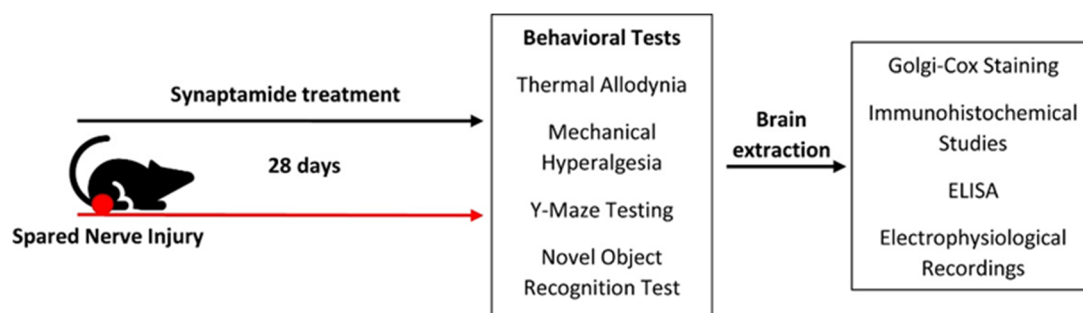 Synaptamide treatment
28 days
Spared Nerve Injury
Behavioral Tests
Thermal Allodynia
Mechanical
Hyperalgesia
Y-Maze Testing
Novel Object
Recognition Test
Brain
extraction
Golgi-Cox Staining
Immunohistochemical
Studies
ELISA
Electrophysiological
Recordings